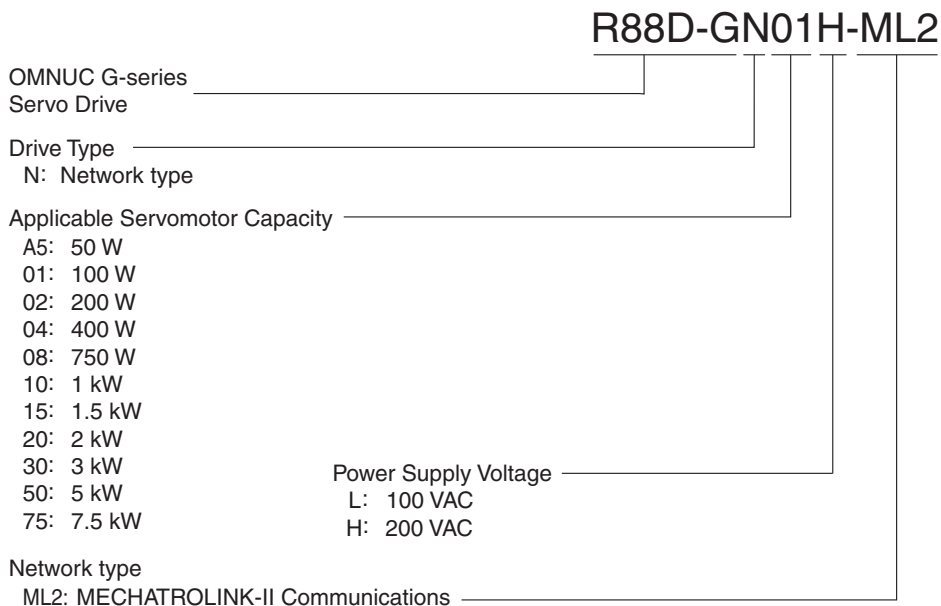 R88D-GN01H-ML2
OMNUC G-series
Servo Drive
Drive Type
N: Network type
Applicable Servomotor Capacity
A5: 50 W
01: 100 W
02: 200 W
04: 400 W
08: 750 W
10: 1 kW
15: 1.5 kW
20: 2 kW
30: 3 kW
50: 5 kW
75: 7.5 kW
Power Supply Voltage
L: 100 VAC
H: 200 VAC
Network type
ML2: MECHATROLINK-II Communications